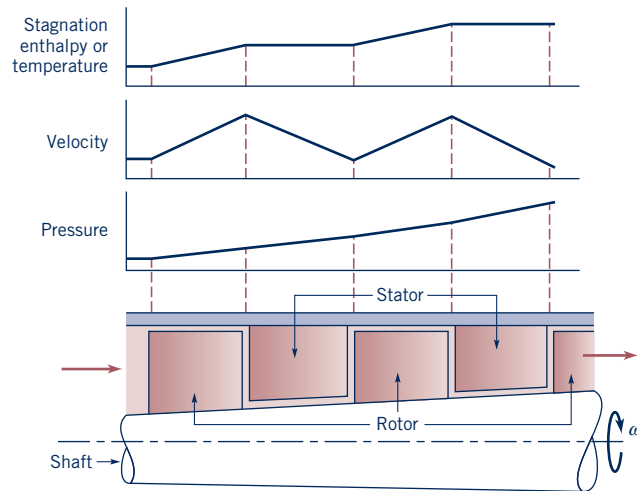 Stagnation
enthalpy or
temperature
Velocity
Pressure
Stator
Rotor
Shaft
ω